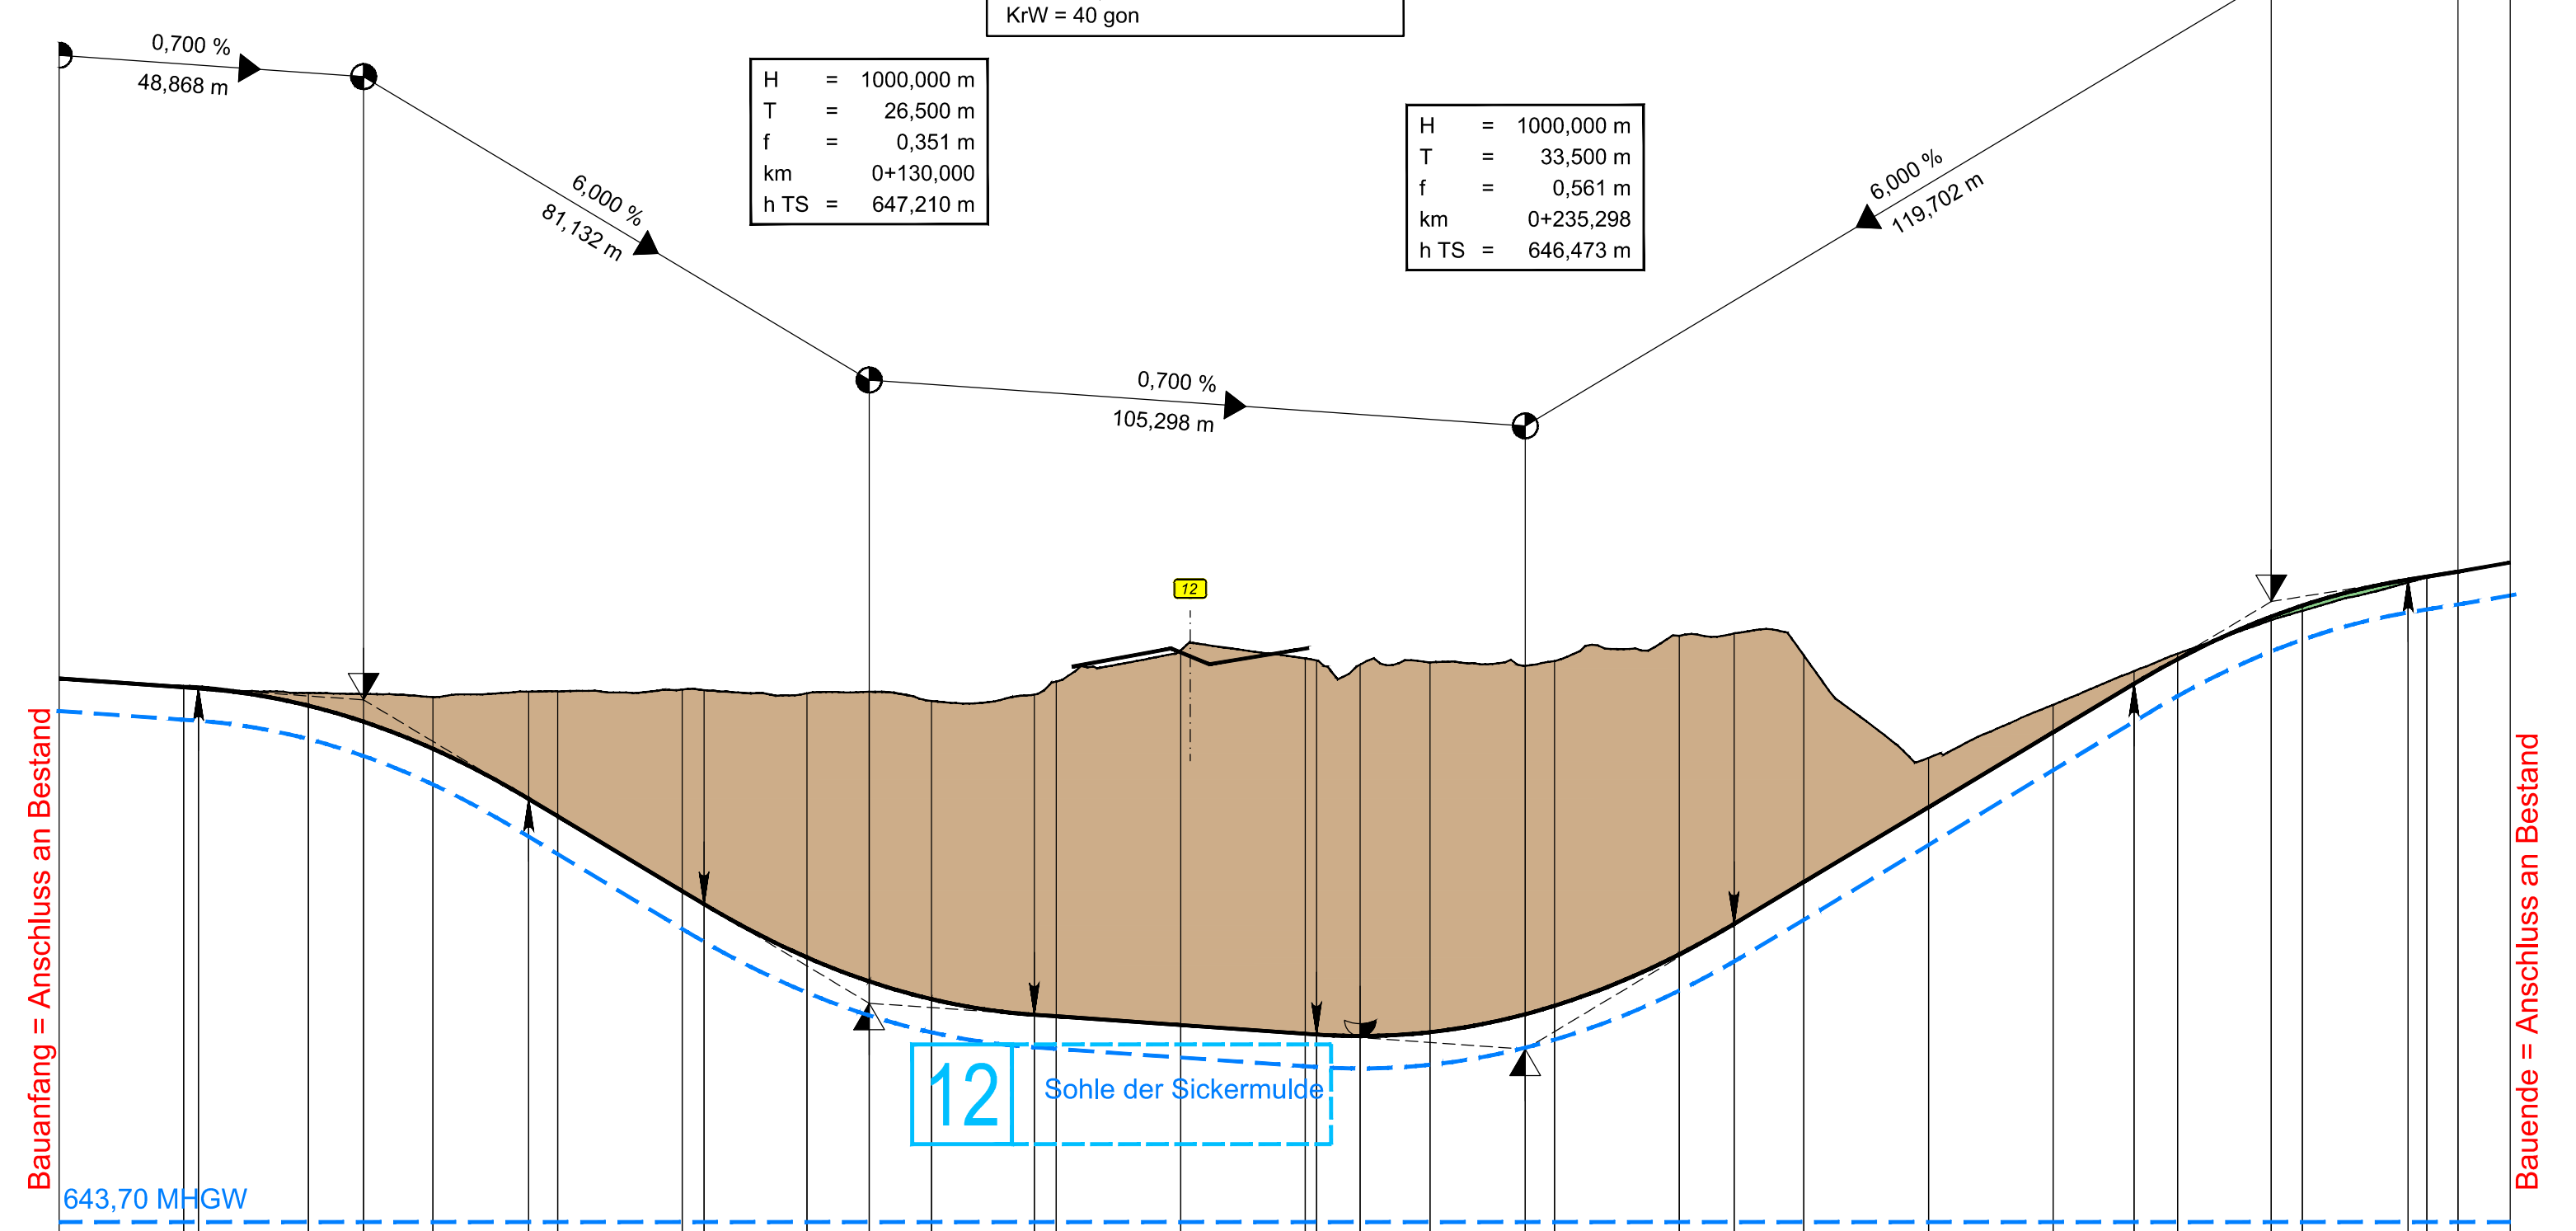 KrW = 40 gon
0,700 %
48,868 m
H = 1000,000 m
T = 26,500 m
f = 0,351 m
km 0+130,000
h TS = 647,210 m
H = 1000,000 m
T = 33,500 m
f = 0,561 m
km 0+235,298
h TS = 646,473 m
6,000 %
81,132 m
6,000 %
119,702 m
0,700 %
105,298 m
12
Bauanfang = Anschluss an Bestand
Bauende = Anschluss an Bestand
12
Sohle der Sickermulde
643,70 MHGW